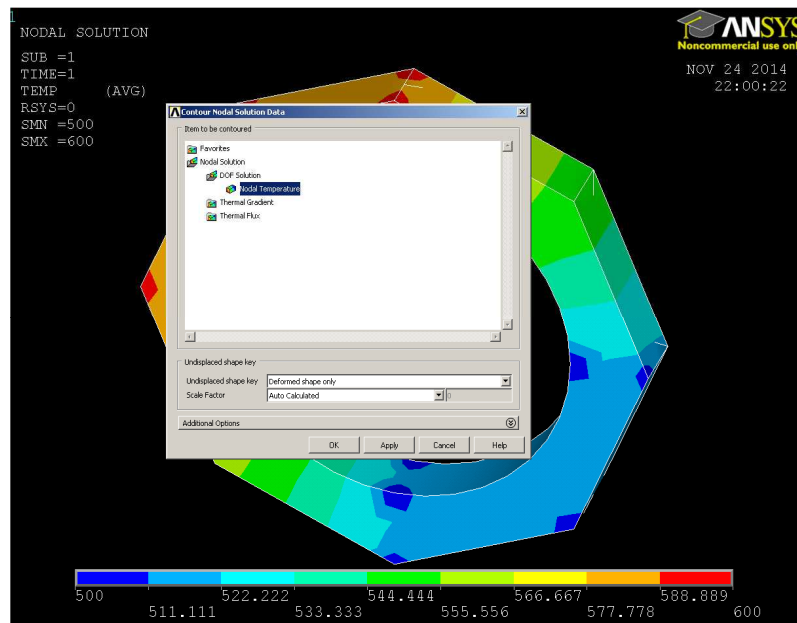 1
NODAL SOLUTION
SUB =1
TIME=1
TEMP (AVG)
RSYS=0
SMN =500
SMX =600
ANSYS
Noncommercial use only
NOV 24 2014
22:00:22
Contour Nodal Solution Data
Item to be contoured
Favorites
Nodal Solution
DOF Solution
Nodal Temperature
Thermal Gradient
Thermal Flux
Undisplaced shape key
Undisplaced shape key Deformed shape only
Scale Factor Auto Calculated 0
Additional Options
OK Apply Cancel Help
500 522.222 544.444 566.667 588.889
511.111 533.333 555.556 577.778 600